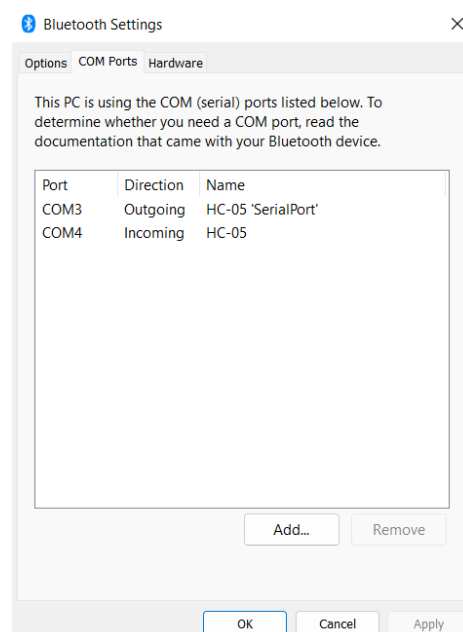 Bluetooth Settings
Options COM Ports Hardware
This PC is using the COM (serial) ports listed below. To
determine whether you need a COM port, read the
documentation that came with your Bluetooth device.
Port Direction Name
COM3 Outgoing HC-05 'SerialPort'
COM4 Incoming HC-05
Add... Remove
OK Cancel Apply